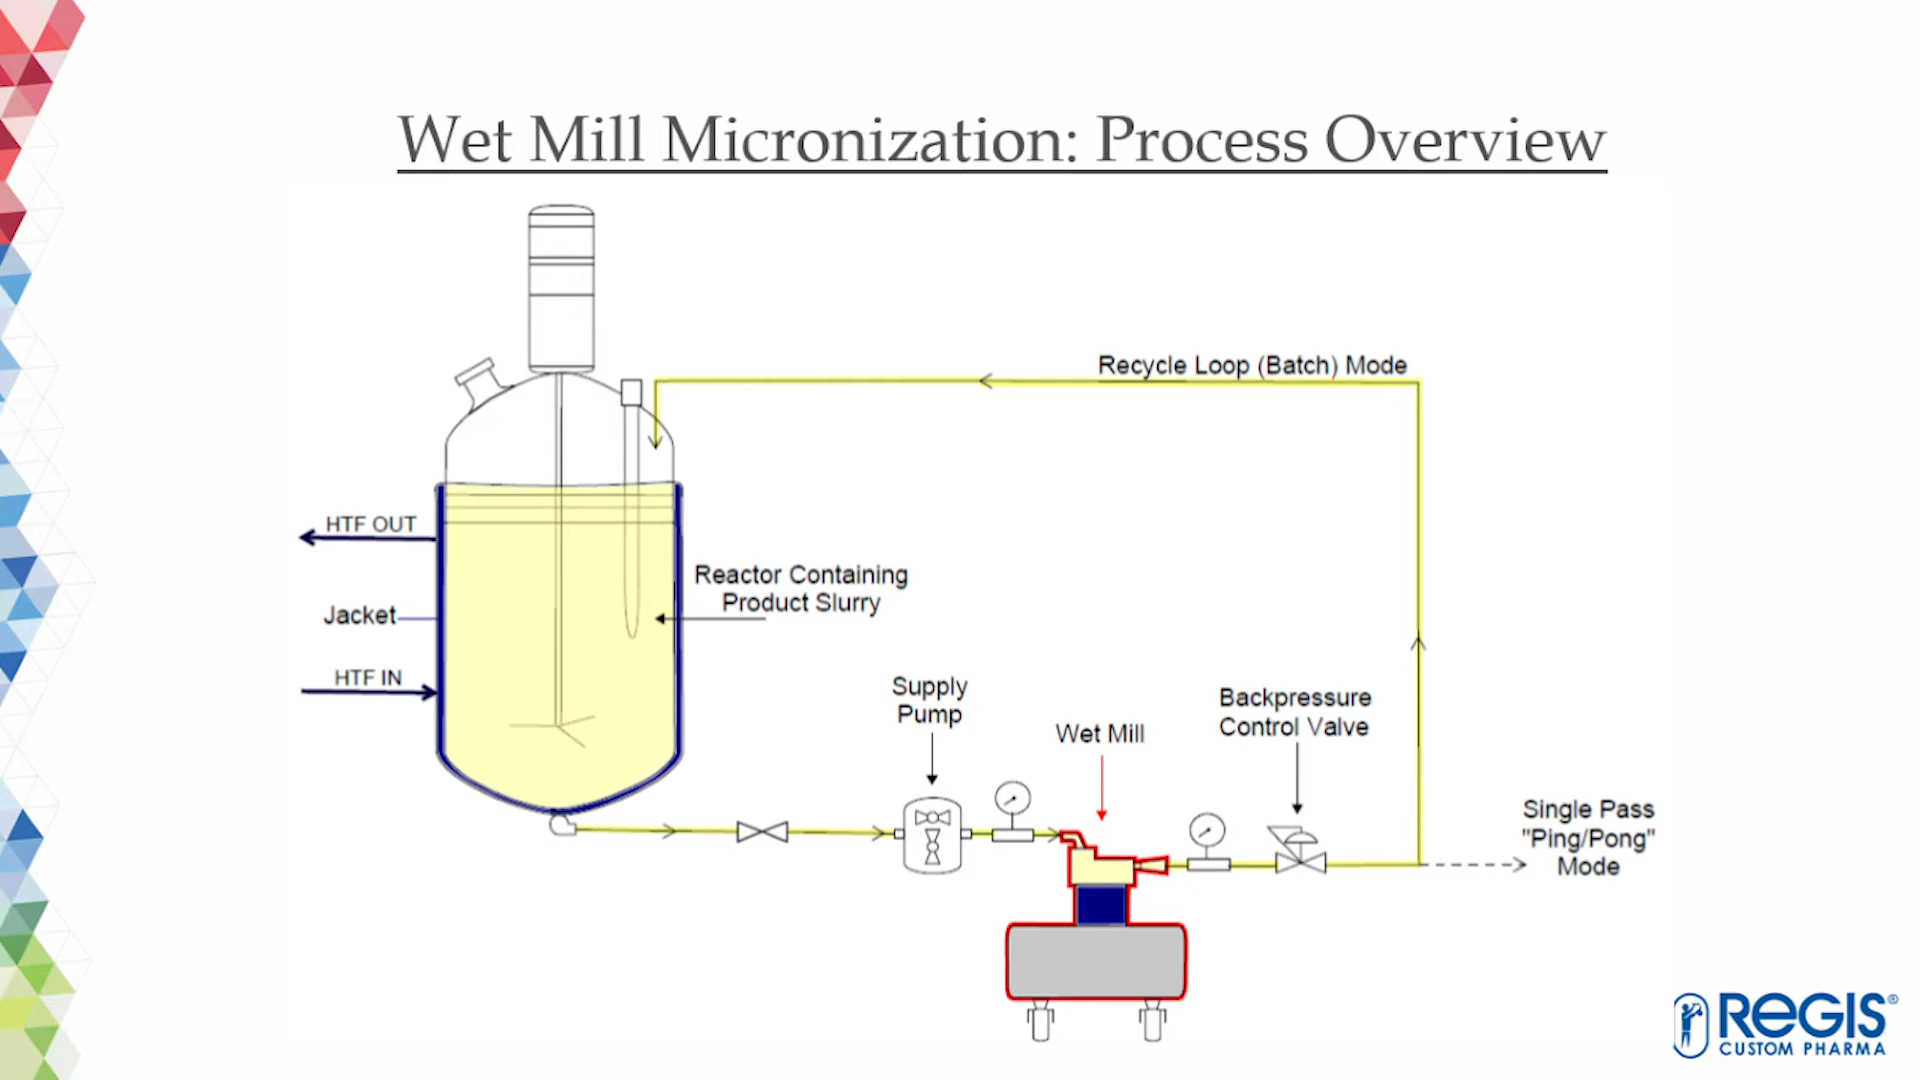 Wet Mill Micronization: Process Overview
Recycle Loop (Batch) Mode
HTF OUT
Reactor Containing
Product Slurry
Jacket
HTF IN
Supply
Pump
Wet Mill
Backpressure
Control Valve
Single Pass
"Ping/Pong"
Mode
ReGIS®
CUSTOM PHARMA